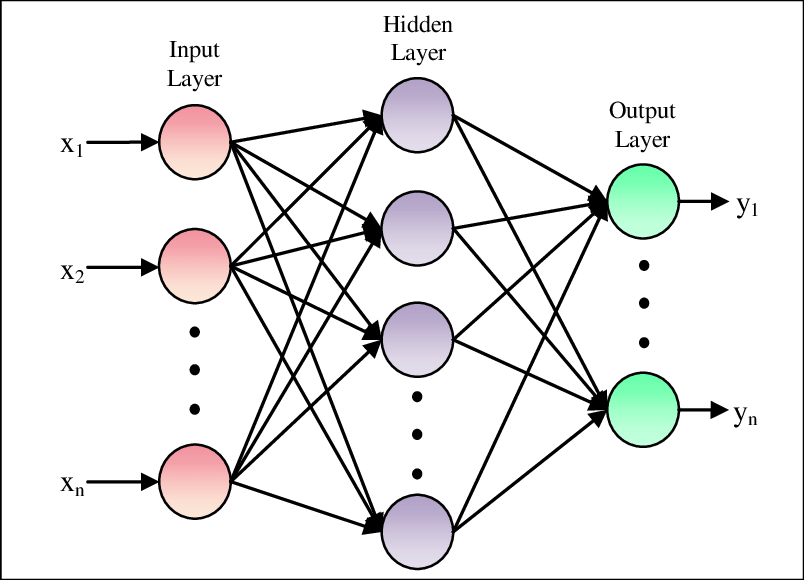 Hidden
Layer
Input
Layer
Output
Layer
x₁
x₂
xₙ
y₁
yₙ